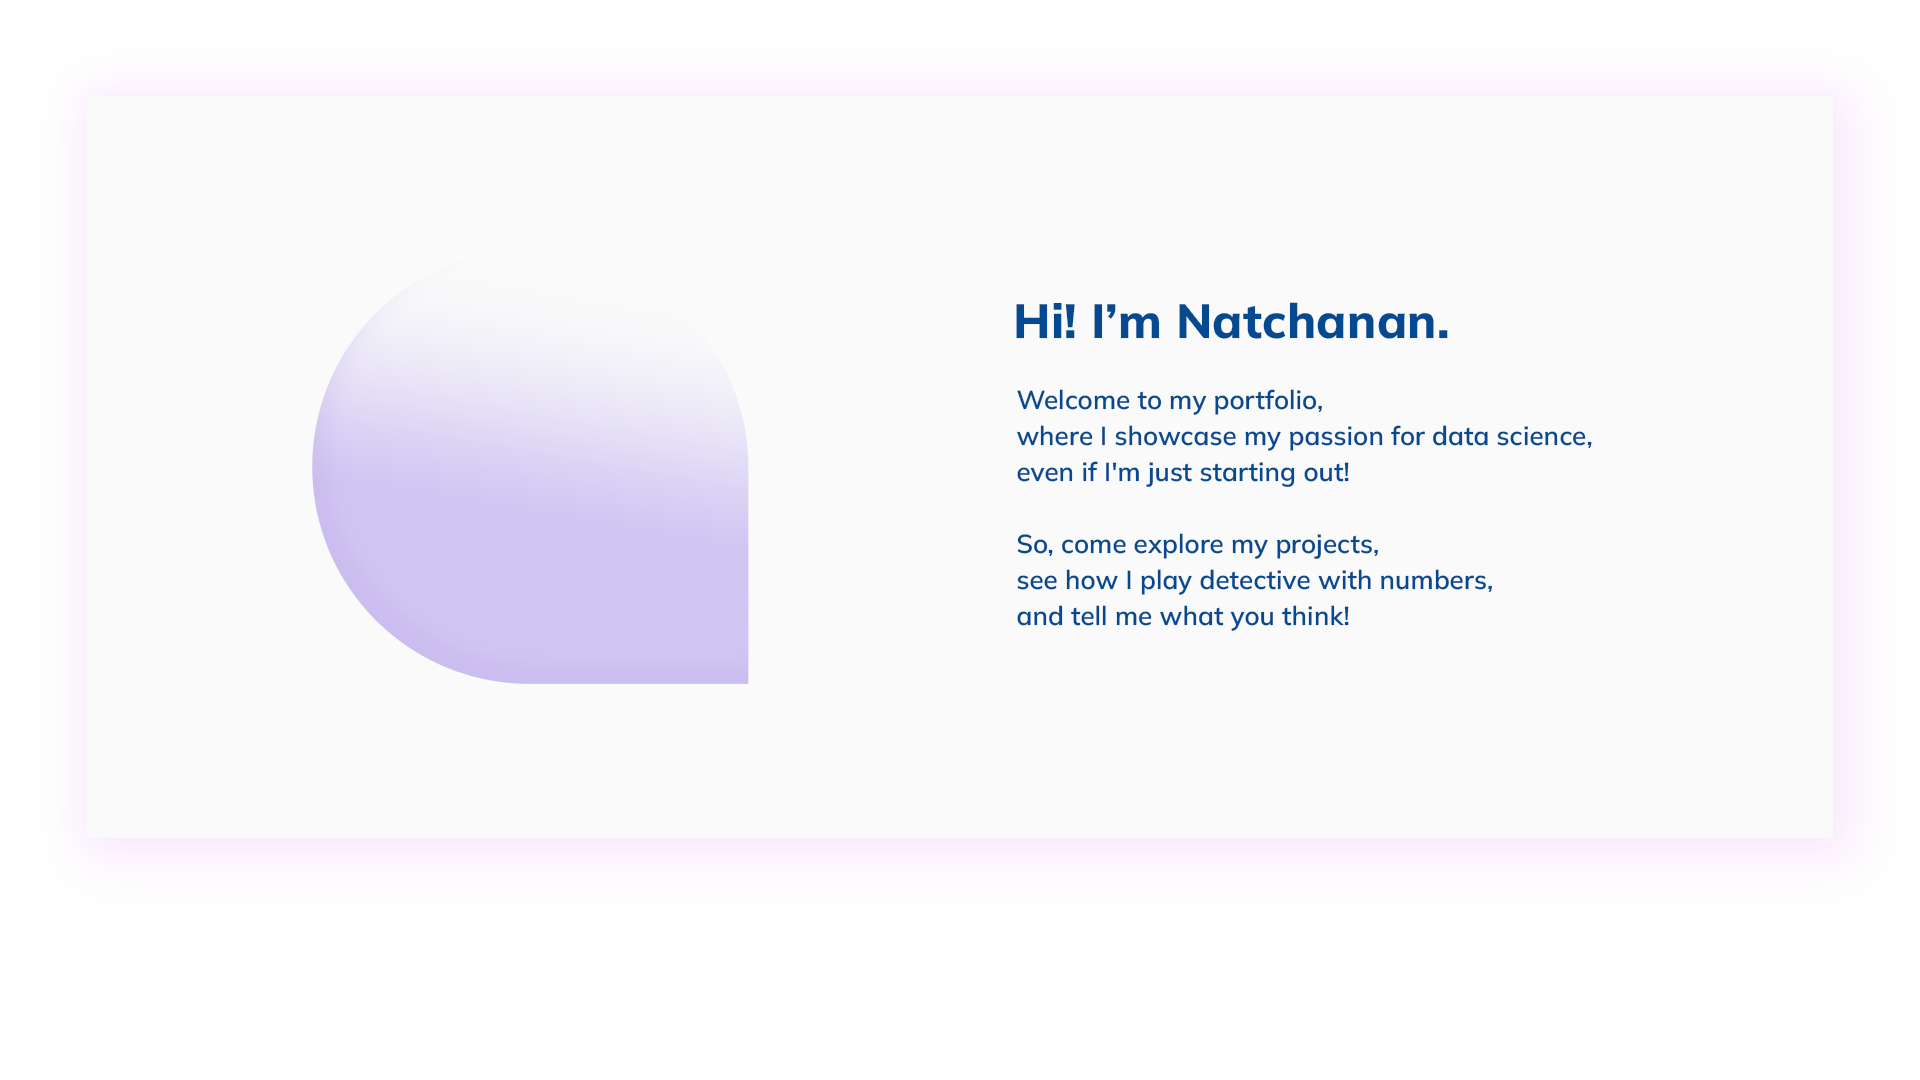 Hi! I’m Natchanan.
Welcome to my portfolio,
where I showcase my passion for data science,
even if I'm just starting out!
So, come explore my projects,
see how I play detective with numbers,
and tell me what you think!